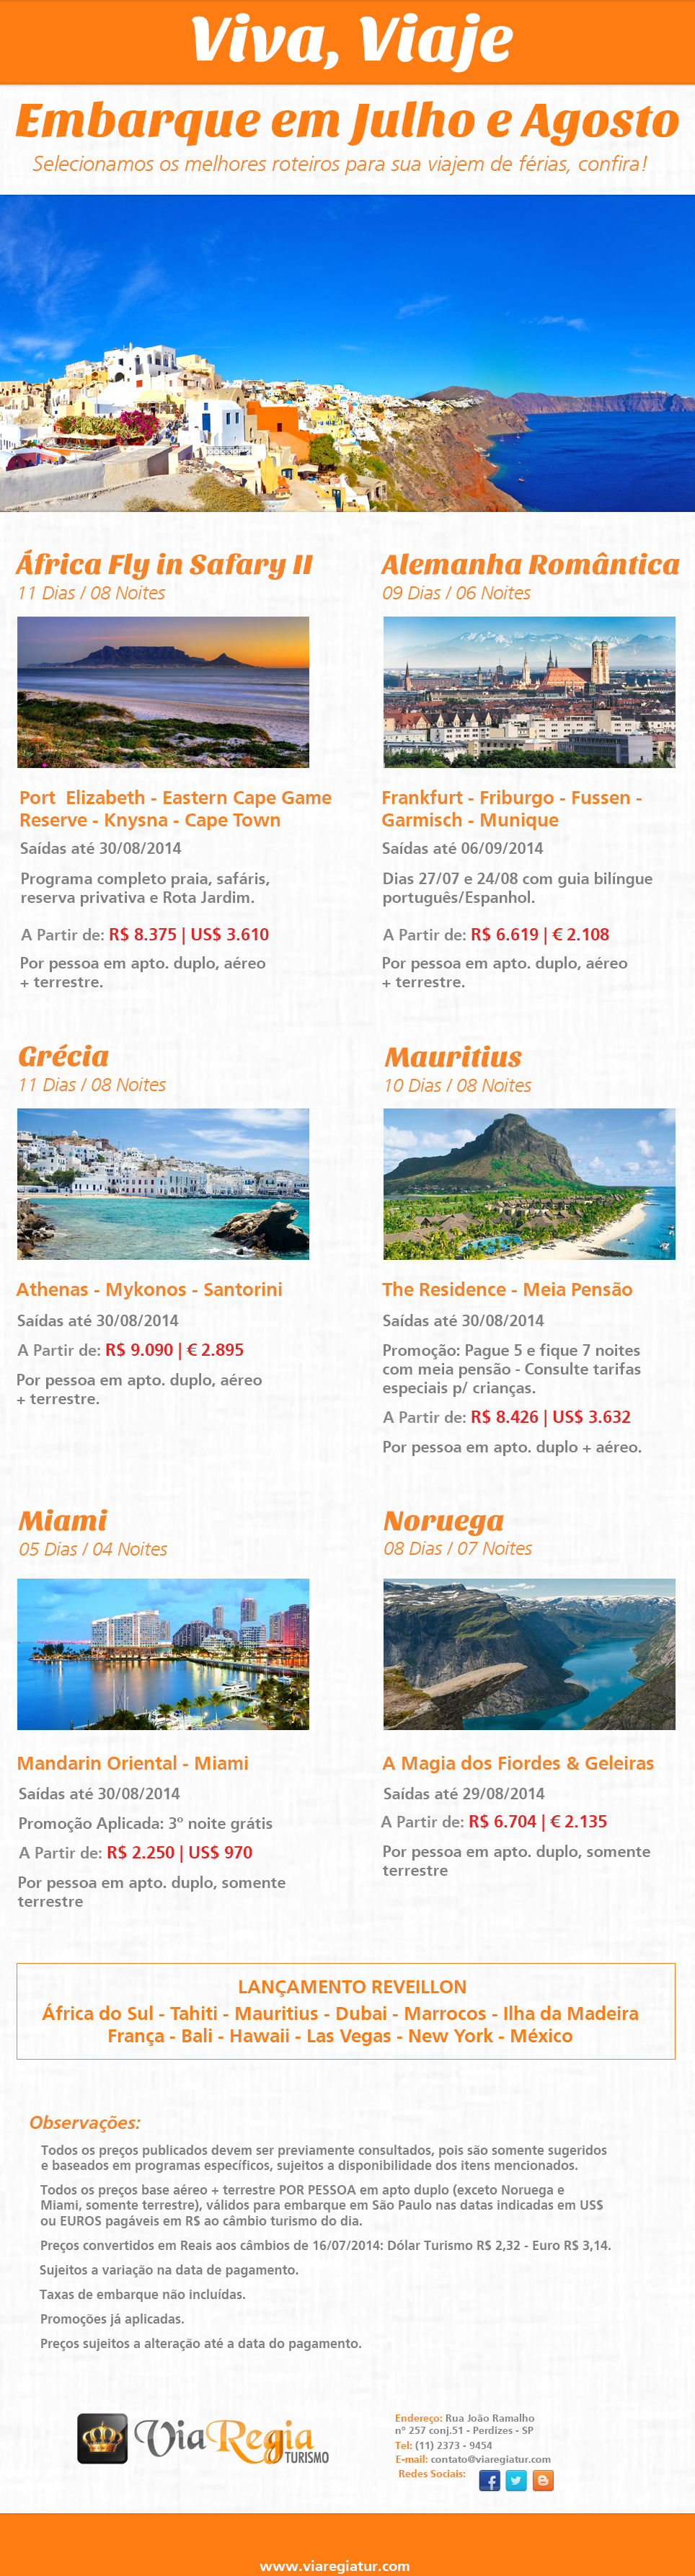 Viva, Viaje
Embarque em Julho e Agosto
Selecionamos os melhores roteiros para sua viajem de férias, confira!
África Fly in Safary II
11 Dias / 08 Noites
Port Elizabeth - Eastern Cape Game
Reserve - Knysna - Cape Town
Saídas até 30/08/2014
Programa completo praia, safáris,
reserva privativa e Rota Jardim.
A Partir de: R$ 8.375 | US$ 3.610
Por pessoa em apto. duplo, aéreo
+ terrestre.
Alemanha Romântica
09 Dias / 06 Noites
Frankfurt - Friburgo - Fussen -
Garmisch - Munique
Saídas até 06/09/2014
Dias 27/07 e 24/08 com guia bilíngue
português/Espanhol.
A Partir de: R$ 6.619 | € 2.108
Por pessoa em apto. duplo, aéreo
+ terrestre.
Grécia
11 Dias / 08 Noites
Athenas - Mykonos - Santorini
Saídas até 30/08/2014
A Partir de: R$ 9.090 | € 2.895
Por pessoa em apto. duplo, aéreo
+ terrestre.
Mauritius
10 Dias / 08 Noites
The Residence - Meia Pensão
Saídas até 30/08/2014
Promoção: Pague 5 e fique 7 noites
com meia pensão - Consulte tarifas
especiais p/ crianças.
A Partir de: R$ 8.426 | US$ 3.632
Por pessoa em apto. duplo + aéreo.
Miami
05 Dias / 04 Noites
Mandarin Oriental - Miami
Saídas até 30/08/2014
Promoção Aplicada: 3º noite grátis
A Partir de: R$ 2.250 | US$ 970
Por pessoa em apto. duplo, somente
terrestre
Noruega
08 Dias / 07 Noites
A Magia dos Fiordes & Geleiras
Saídas até 29/08/2014
A Partir de: R$ 6.704 | € 2.135
Por pessoa em apto. duplo, somente
terrestre
LANÇAMENTO REVEILLON
África do Sul - Tahiti - Mauritius - Dubai - Marrocos - Ilha da Madeira
França - Bali - Hawaii - Las Vegas - New York - México
Observações:
Todos os preços publicados devem ser previamente consultados, pois são somente sugeridos
e baseados em programas específicos, sujeitos a disponibilidade dos itens mencionados.
Todos os preços base aéreo + terrestre POR PESSOA em apto duplo (exceto Noruega e
Miami, somente terrestre), válidos para embarque em São Paulo nas datas indicadas em US$
ou EUROS pagáveis em R$ ao câmbio turismo do dia.
Preços convertidos em Reais aos câmbios de 16/07/2014: Dólar Turismo R$ 2,32 - Euro R$ 3,14.
Sujeitos a variação na data de pagamento.
Taxas de embarque não incluídas.
Promoções já aplicadas.
Preços sujeitos a alteração até a data do pagamento.
Via Regia
TURISMO
Endereço: Rua João Ramalho
nº 257 conj.51 - Perdizes - SP
Tel: (11) 2373 - 9454
E-mail: contato@viaregiatur.com
Redes Sociais:
www.viaregiatur.com